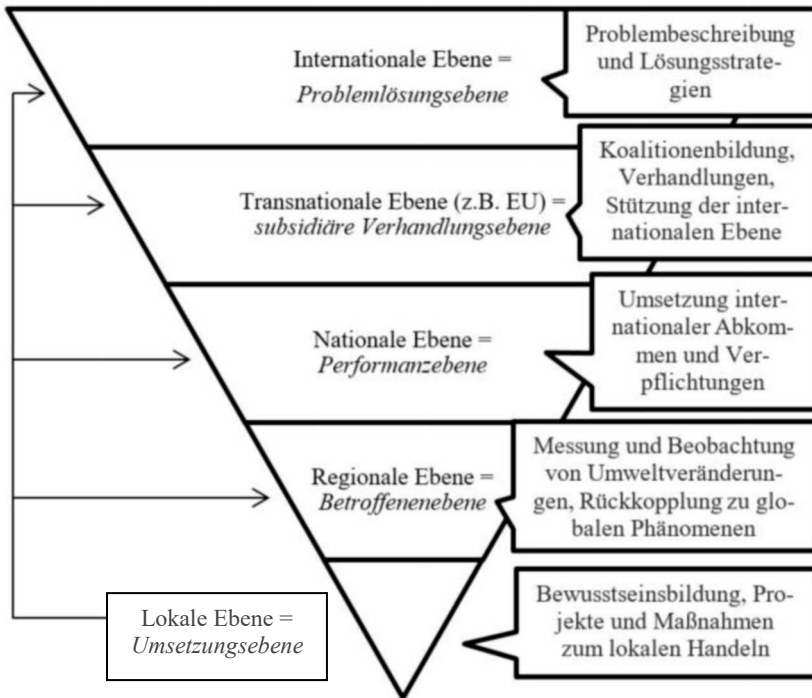 Internationale Ebene =
Problemlösungsebene
Problembeschreibung
und Lösungsstrate-
gien
Transnationale Ebene (z.B. EU) =
subsidiäre Verhandlungsebene
Koalitionenbildung,
Verhandlungen,
Stützung der inter-
nationalen Ebene
Nationale Ebene =
Performanzebene
Umsetzung inter-
nationaler Abkom-
men und Ver-
pflichtungen
Regionale Ebene =
Betroffenenebene
Messung und Beobachtung
von Umweltveränderun-
gen, Rückkopplung zu glo-
balen Phänomenen
Lokale Ebene =
Umsetzungsebene
Bewusstseinsbildung, Pro-
jekte und Maßnahmen
zum lokalen Handeln